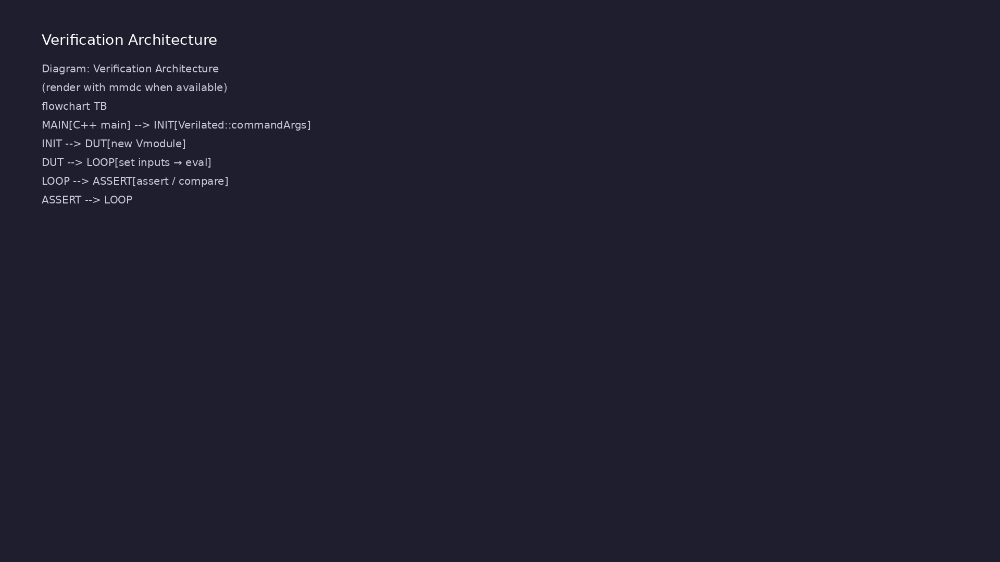 Verification Architecture
Diagram: Verification Architecture
(render with mmdc when available)
flowchart TB
MAIN[C++ main] --> INIT[Verilated::commandArgs]
INIT --> DUT[new Vmodule]
DUT --> LOOP[set inputs → eval]
LOOP --> ASSERT[assert / compare]
ASSERT --> LOOP